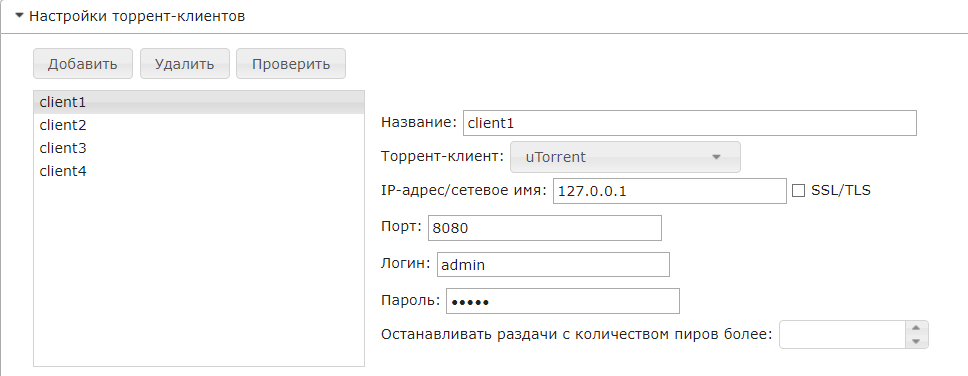 Настройки торрент-клиентов
Добавить Удалить Проверить
client1
client2
client3
client4
Название: client1
Торрент-клиент: uTorrent
IP-адрес/сетевое имя: 127.0.0.1 SSL/TLS
Порт: 8080
Логин: admin
Пароль: •••••
Останавливать раздачи с количеством пиров более: